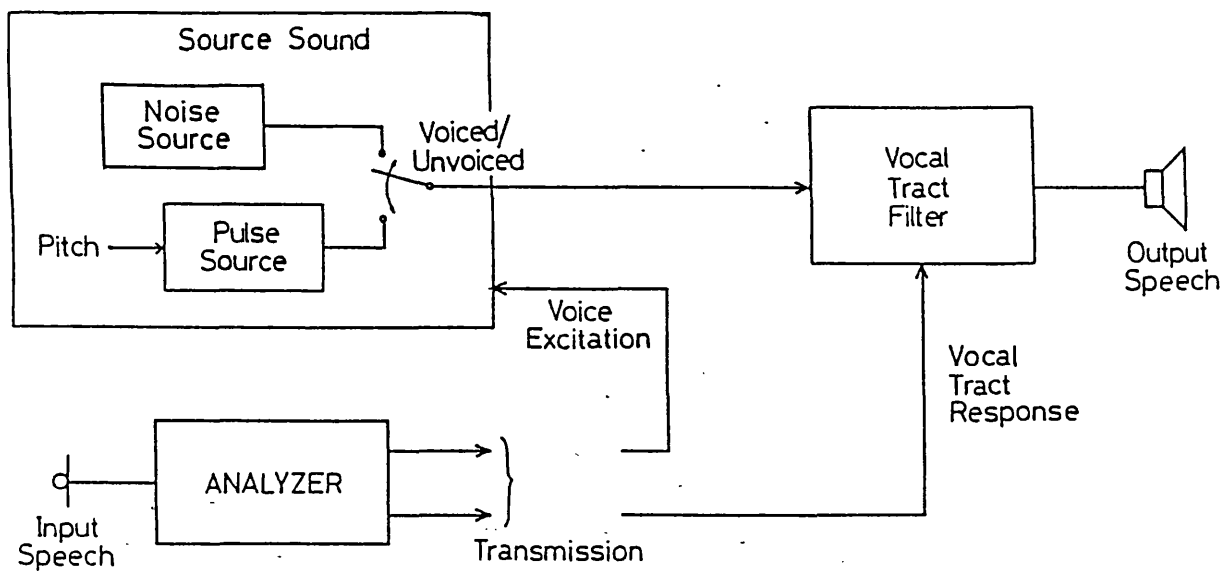 Source Sound
Noise
Source
Voiced/
Unvoiced
Pitch
Pulse
Source
Vocal
Tract
Filter
Output
Speech
Voice
Excitation
Vocal
Tract
Response
ANALYZER
Input
Speech
Transmission